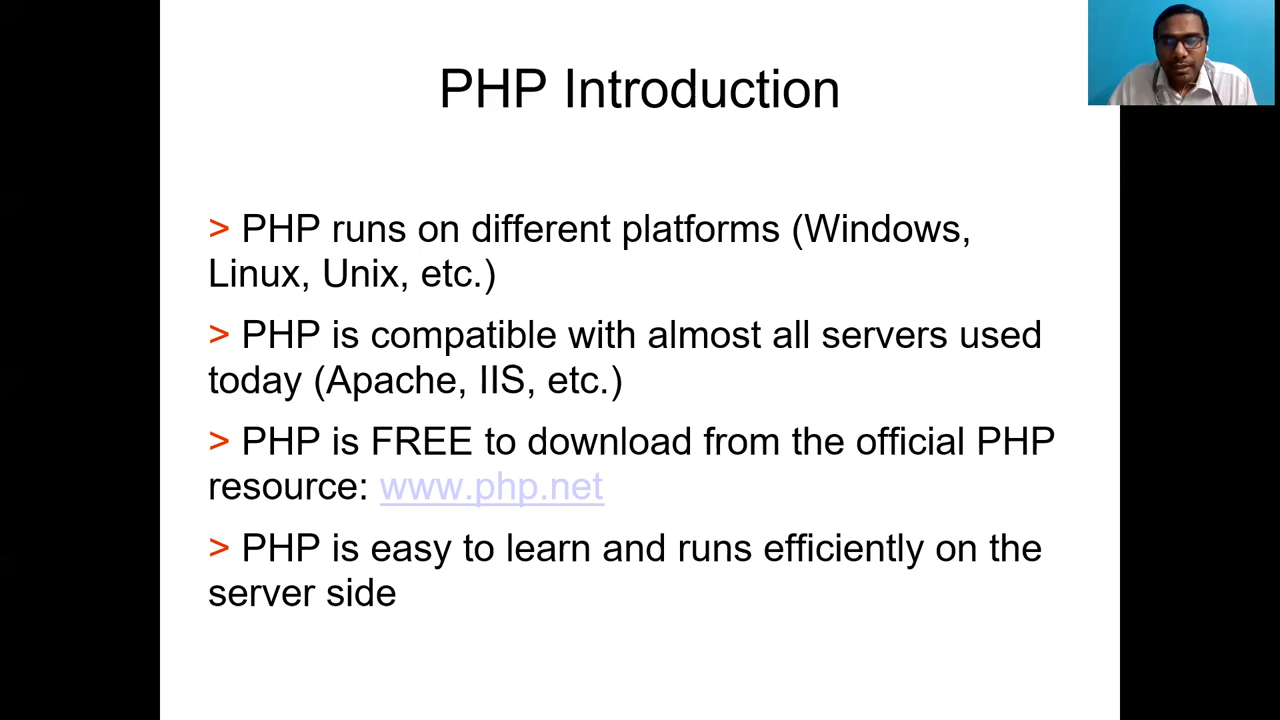 PHP Introduction
> PHP runs on different platforms (Windows,
Linux, Unix, etc.)
> PHP is compatible with almost all servers used
today (Apache, IIS, etc.)
> PHP is FREE to download from the official PHP
resource: www.php.net
> PHP is easy to learn and runs efficiently on the
server side